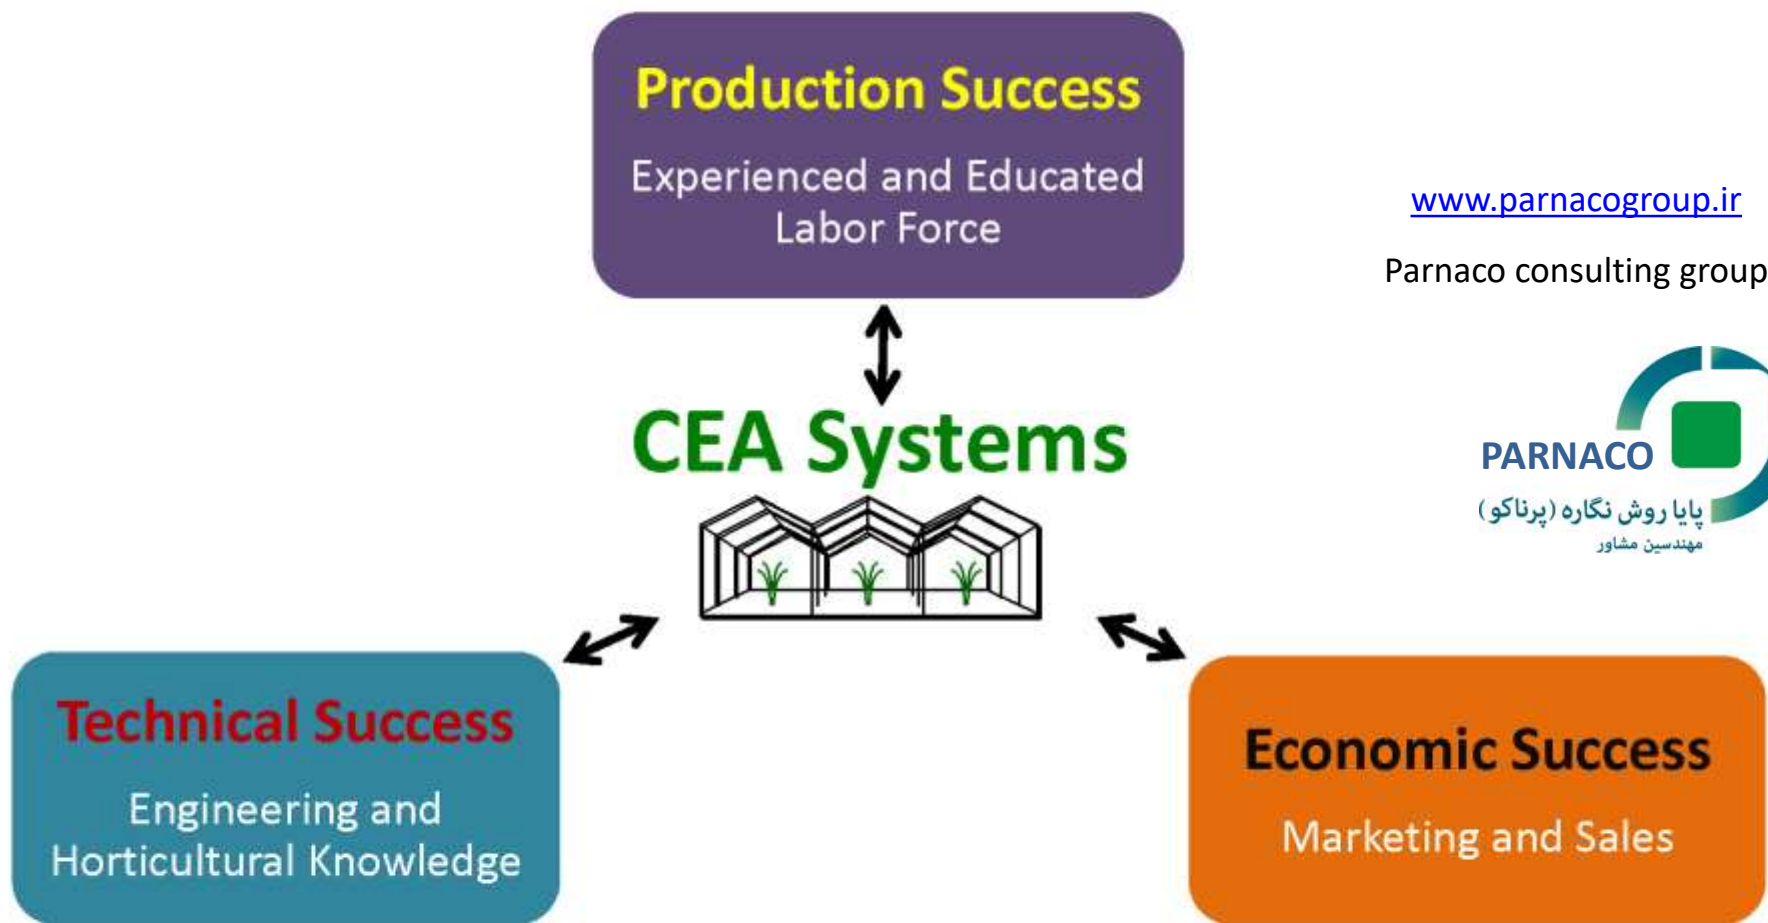 Production Success
Experienced and Educated
Labor Force
www.parnacogroup.ir
Parnaco consulting group
CEA Systems
PARNACO
پایا روش نگاره (پرناکو)
مهندسین مشاور
Technical Success
Engineering and
Horticultural Knowledge
Economic Success
Marketing and Sales